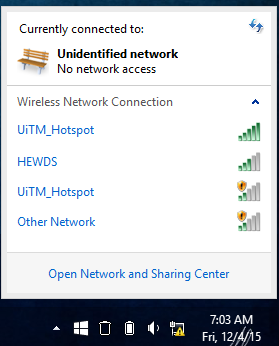 Currently connected to:
Unidentified network
No network access
Wireless Network Connection
UiTM_Hotspot
HEWDS
UiTM_Hotspot
Other Network
Open Network and Sharing Center
7:03 AM
Fri, 12/4/15